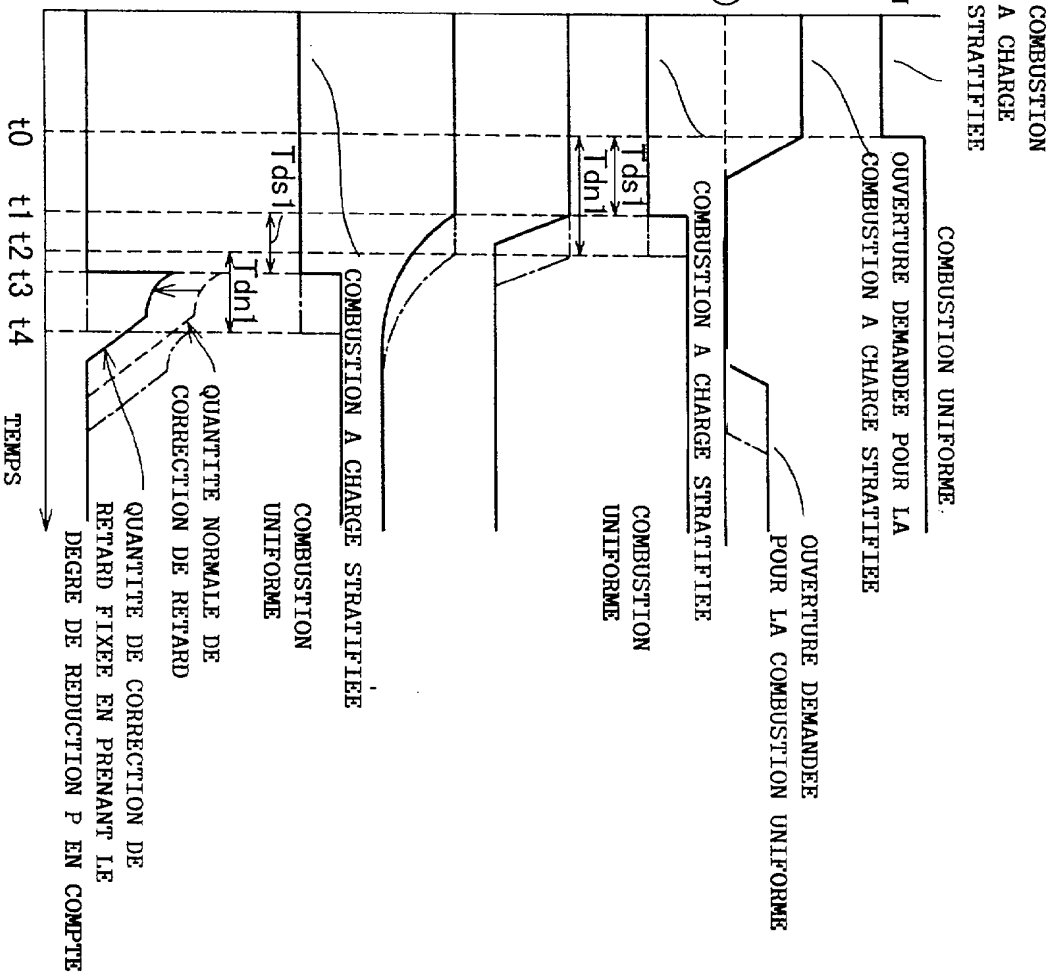 COMBUSTION
A CHARGE
STRATIFIEE
COMBUSTION UNIFORME
OUVERTURE DEMANDEE POUR LA
COMBUSTION A CHARGE STRATIFIEE
OUVERTURE DEMANDEE
POUR LA COMBUSTION UNIFORME
COMBUSTION A CHARGE STRATIFIEE
Tds1
Tdn1
COMBUSTION
UNIFORME
COMBUSTION A CHARGE STRATIFIEE
Tds1
COMBUSTION
UNIFORME
Tdn1
QUANTITE NORMALE DE
CORRECTION DE RETARD
QUANTITE DE CORRECTION DE
RETARD FIXEE EN PRENANT LE
DEGRE DE REDUCTION P EN COMPTE
t0 t1 t2 t3 t4 TEMPS